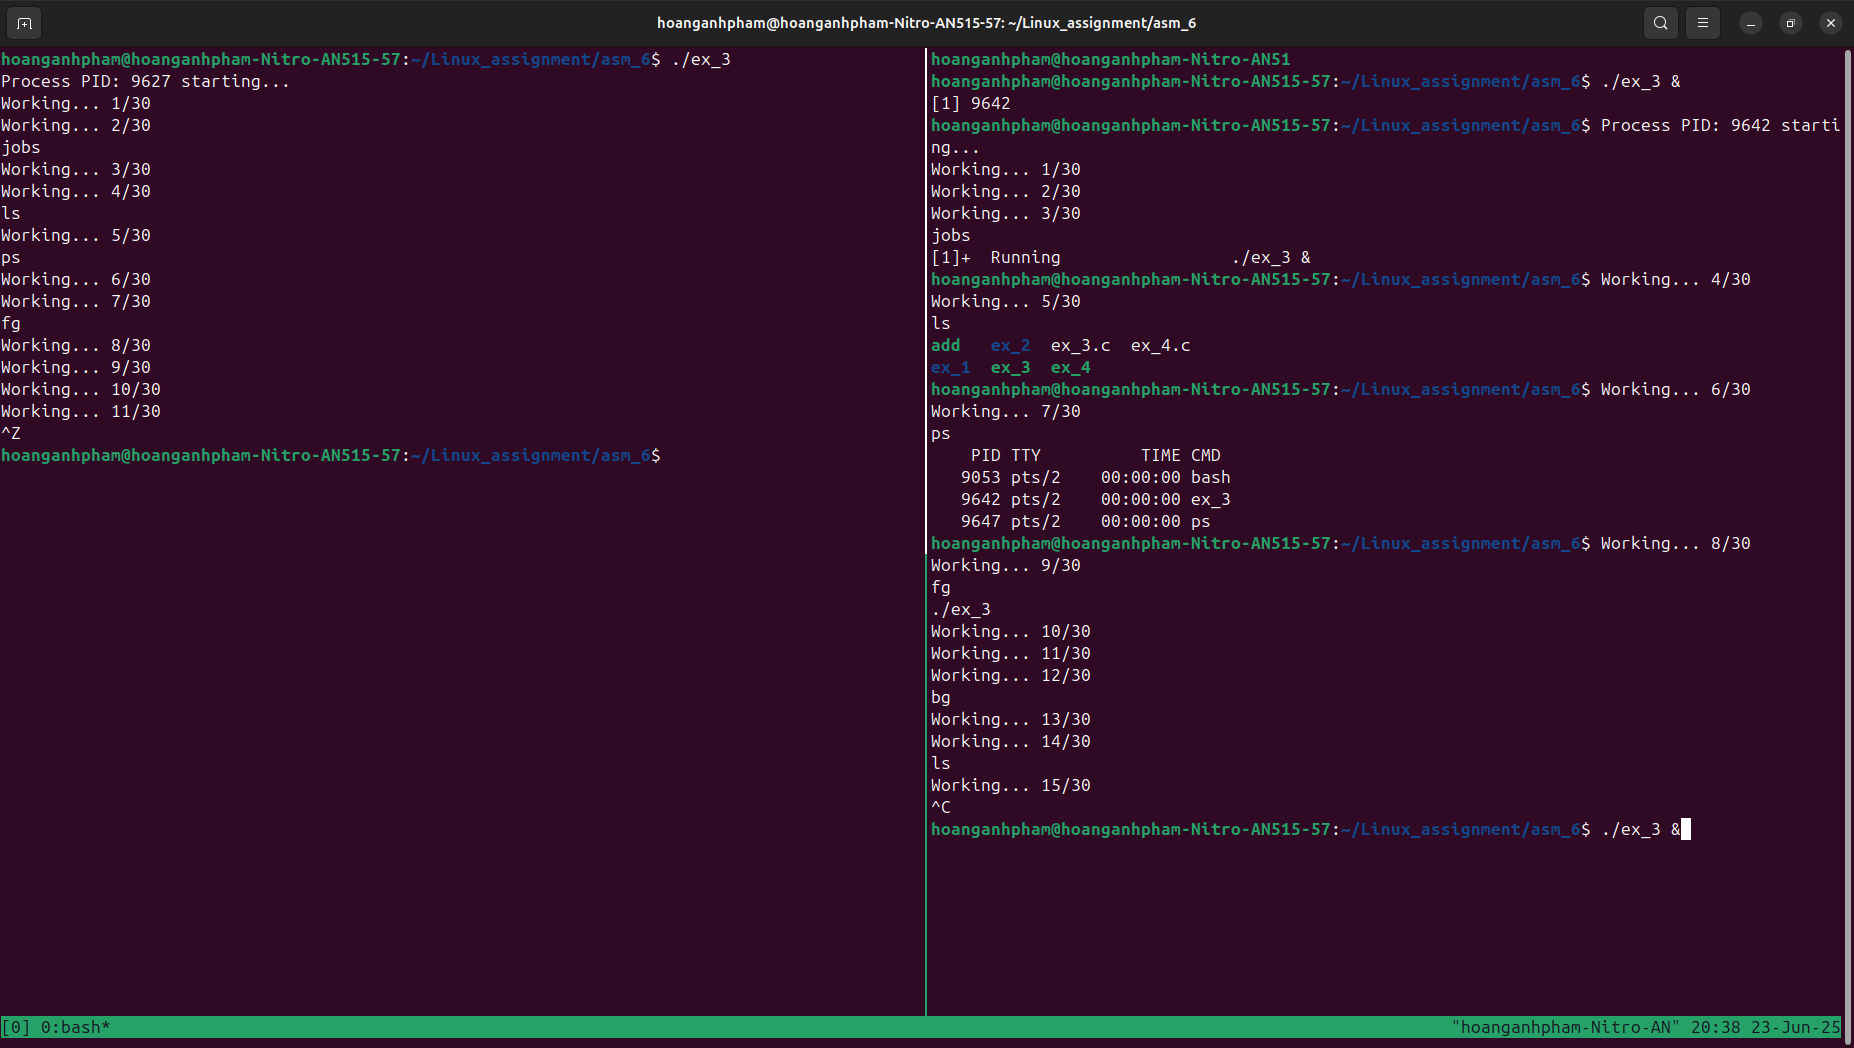 hoanganhpham@hoanganhpham-Nitro-AN515-57: ~/Linux_assignment/asm_6
hoanganhpham@hoanganhpham-Nitro-AN515-57:~/Linux_assignment/asm_6$ ./ex_3
Process PID: 9627 starting...
Working... 1/30
Working... 2/30
jobs
Working... 3/30
Working... 4/30
ls
Working... 5/30
ps
Working... 6/30
Working... 7/30
fg
Working... 8/30
Working... 9/30
Working... 10/30
Working... 11/30
^Z
hoanganhpham@hoanganhpham-Nitro-AN515-57:~/Linux_assignment/asm_6$
hoanganhpham@hoanganhpham-Nitro-AN51
hoanganhpham@hoanganhpham-Nitro-AN515-57:~/Linux_assignment/asm_6$ ./ex_3 &
[1] 9642
hoanganhpham@hoanganhpham-Nitro-AN515-57:~/Linux_assignment/asm_6$ Process PID: 9642 starti
ng...
Working... 1/30
Working... 2/30
Working... 3/30
jobs
[1]+  Running                 ./ex_3 &
hoanganhpham@hoanganhpham-Nitro-AN515-57:~/Linux_assignment/asm_6$ Working... 4/30
Working... 5/30
ls
add   ex_2  ex_3.c  ex_4.c
ex_1  ex_3  ex_4
hoanganhpham@hoanganhpham-Nitro-AN515-57:~/Linux_assignment/asm_6$ Working... 6/30
Working... 7/30
ps
    PID TTY          TIME CMD
   9053 pts/2    00:00:00 bash
   9642 pts/2    00:00:00 ex_3
   9647 pts/2    00:00:00 ps
hoanganhpham@hoanganhpham-Nitro-AN515-57:~/Linux_assignment/asm_6$ Working... 8/30
Working... 9/30
fg
./ex_3
Working... 10/30
Working... 11/30
Working... 12/30
bg
Working... 13/30
Working... 14/30
ls
Working... 15/30
^C
hoanganhpham@hoanganhpham-Nitro-AN515-57:~/Linux_assignment/asm_6$ ./ex_3 &
[0] 0:bash*
"hoanganhpham-Nitro-AN" 20:38 23-Jun-25